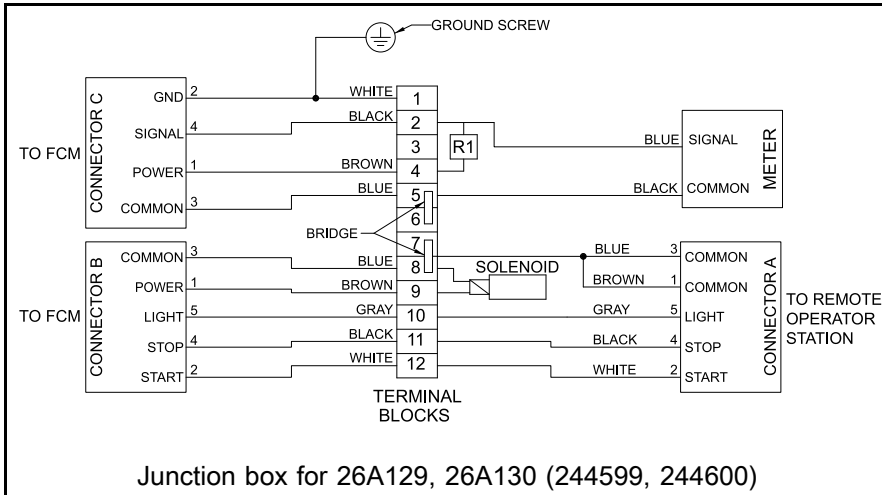 GROUND SCREW
TO FCM
CONNECTOR C
GND 2
SIGNAL 4
POWER 1
COMMON 3
WHITE
BLACK
BROWN
BLUE
1
2
3
4
5
6
7
8
9
10
11
12
R1
BLUE SIGNAL
BLACK COMMON
METER
BRIDGE
TO FCM
CONNECTOR B
COMMON 3
POWER 1
LIGHT 5
STOP 4
START 2
BLUE
BROWN
GRAY
BLACK
WHITE
SOLENOID
BLUE 3 COMMON
BROWN 1 COMMON
GRAY 5 LIGHT
BLACK 4 STOP
WHITE 2 START
CONNECTOR A
TO REMOTE
OPERATOR
STATION
TERMINAL
BLOCKS
Junction box for 26A129, 26A130 (244599, 244600)